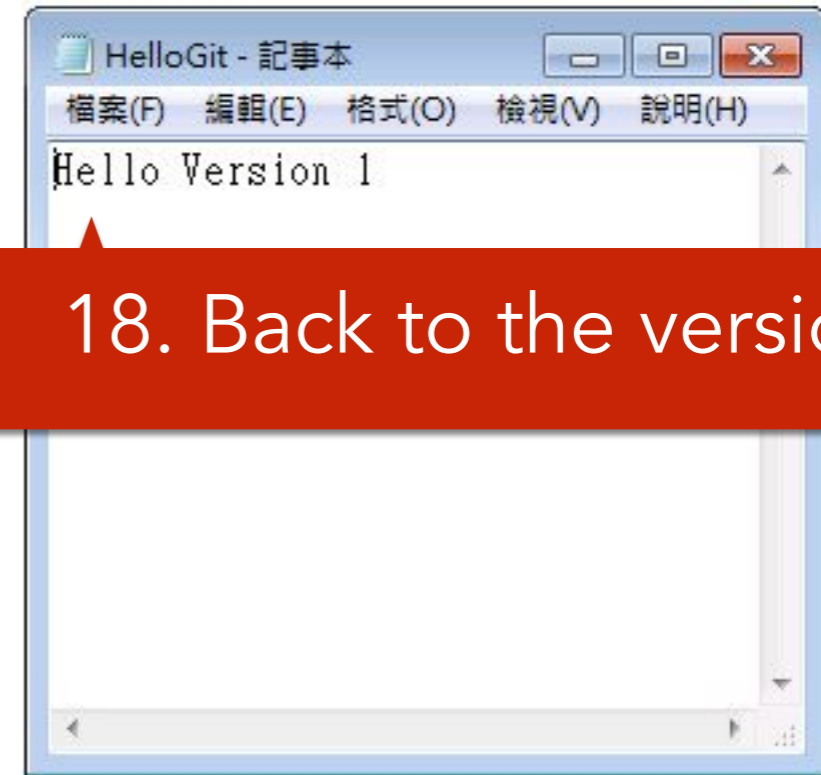 HelloGit - 記事本
檔案(F) 編輯(E) 格式(O) 檢視(V) 說明(H)
Hello Version 1
18. Back to the